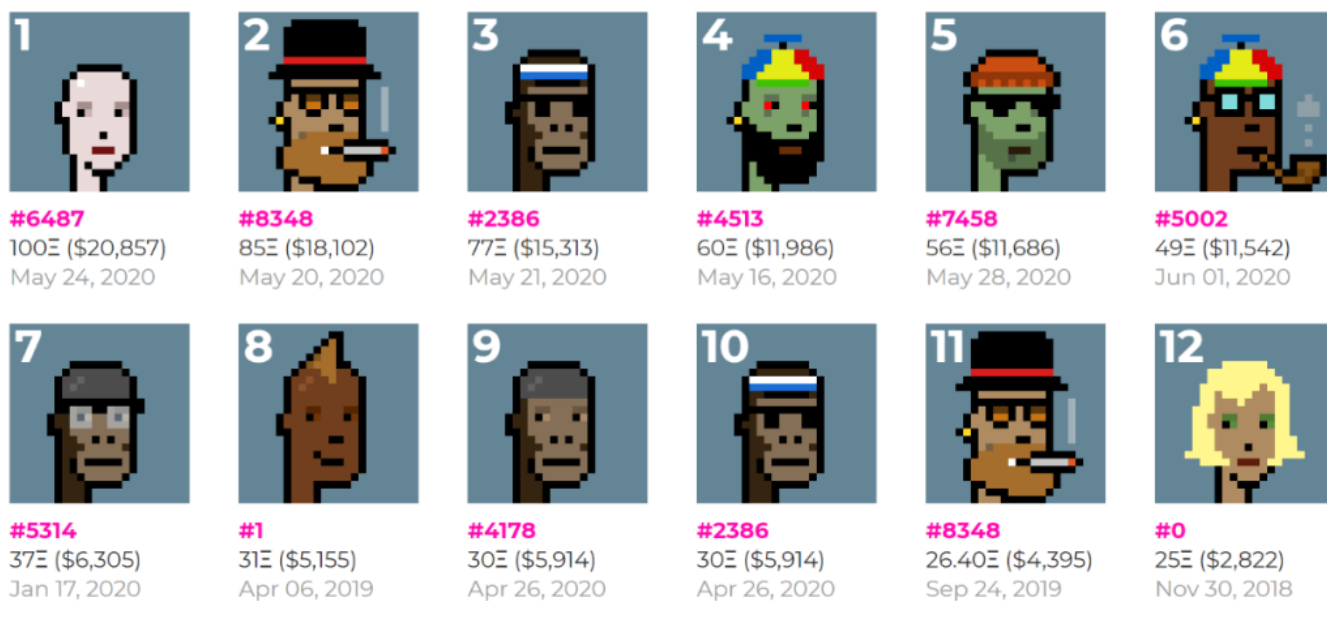 1 2 3 4 5 6
#6487 #8348 #2386 #4513 #7458 #5002
100Ξ ($20,857) 85Ξ ($18,102) 77Ξ ($15,313) 60Ξ ($11,986) 56Ξ ($11,686) 49Ξ ($11,542)
May 24, 2020 May 20, 2020 May 21, 2020 May 16, 2020 May 28, 2020 Jun 01, 2020
7 8 9 10 11 12
#5314 #1 #4178 #2386 #8348 #0
37Ξ ($6,305) 31Ξ ($5,155) 30Ξ ($5,914) 30Ξ ($5,914) 26.40Ξ ($4,395) 25Ξ ($2,822)
Jan 17, 2020 Apr 06, 2019 Apr 26, 2020 Apr 26, 2020 Sep 24, 2019 Nov 30, 2018